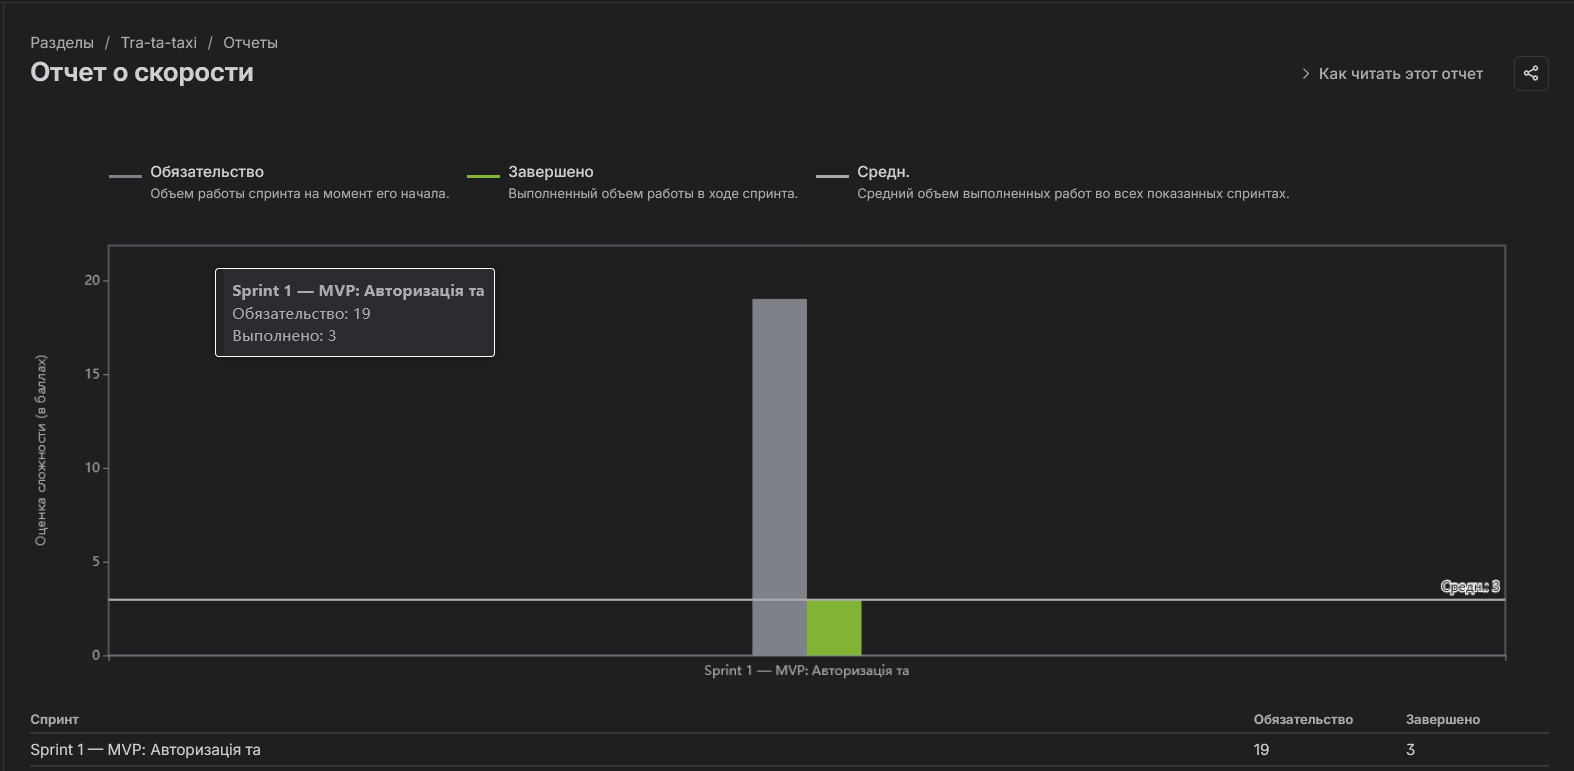 Разделы / Tra-ta-taxi / Отчеты
Отчет о скорости
Как читать этот отчет
Обязательство
Объем работы спринта на момент его начала.
Завершено
Выполненный объем работы в ходе спринта.
Средн.
Средний объем выполненных работ во всех показанных спринтах.
Sprint 1 — MVP: Авторизація та
Обязательство: 19
Выполнено: 3
Оценка сложности (в баллах)
20
15
10
5
0
Средн.: 3
Sprint 1 — MVP: Авторизація та
Спринт Обязательство Завершено
Sprint 1 — MVP: Авторизація та 19 3